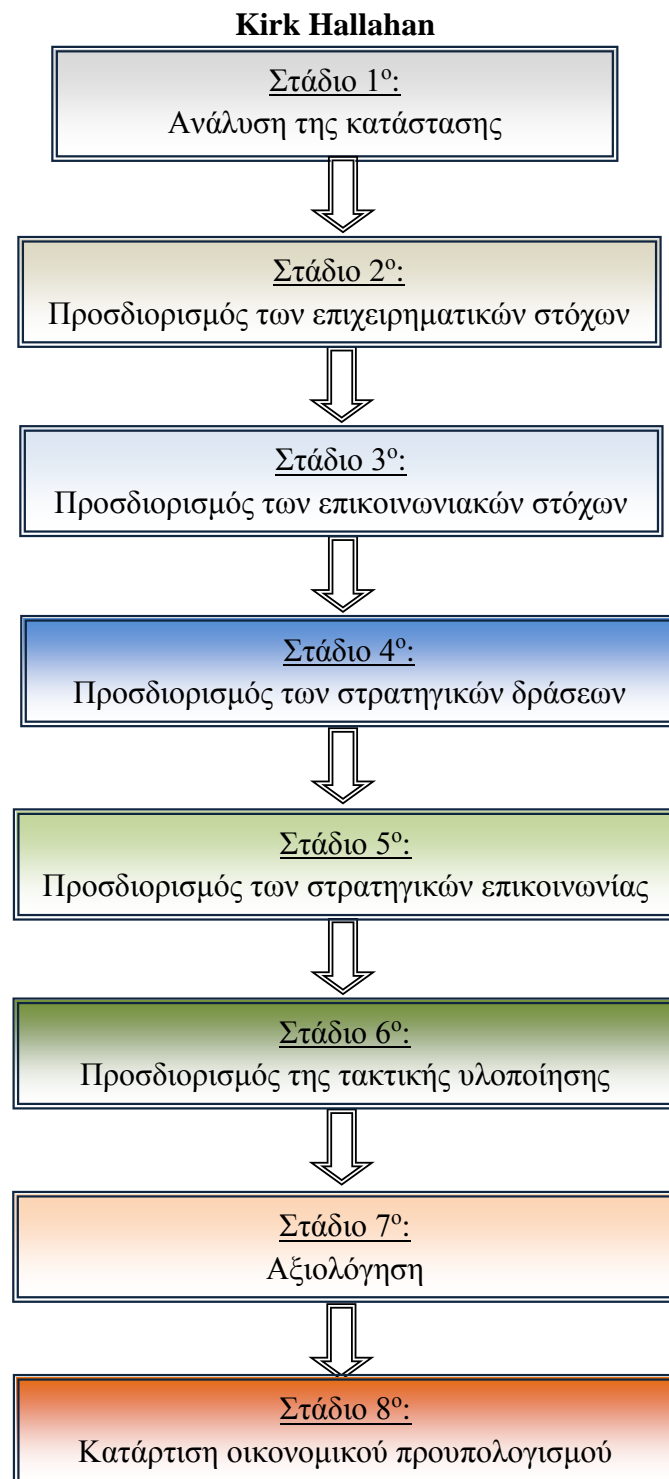 Kirk Hallahan
Στάδιο 1ο:
Ανάλυση της κατάστασης
Στάδιο 2ο:
Προσδιορισμός των επιχειρηματικών στόχων
Στάδιο 3ο:
Προσδιορισμός των επικοινωνιακών στόχων
Στάδιο 4ο:
Προσδιορισμός των στρατηγικών δράσεων
Στάδιο 5ο:
Προσδιορισμός των στρατηγικών επικοινωνίας
Στάδιο 6ο:
Προσδιορισμός της τακτικής υλοποίησης
Στάδιο 7ο:
Αξιολόγηση
Στάδιο 8ο:
Κατάρτιση οικονομικού προυπολογισμού